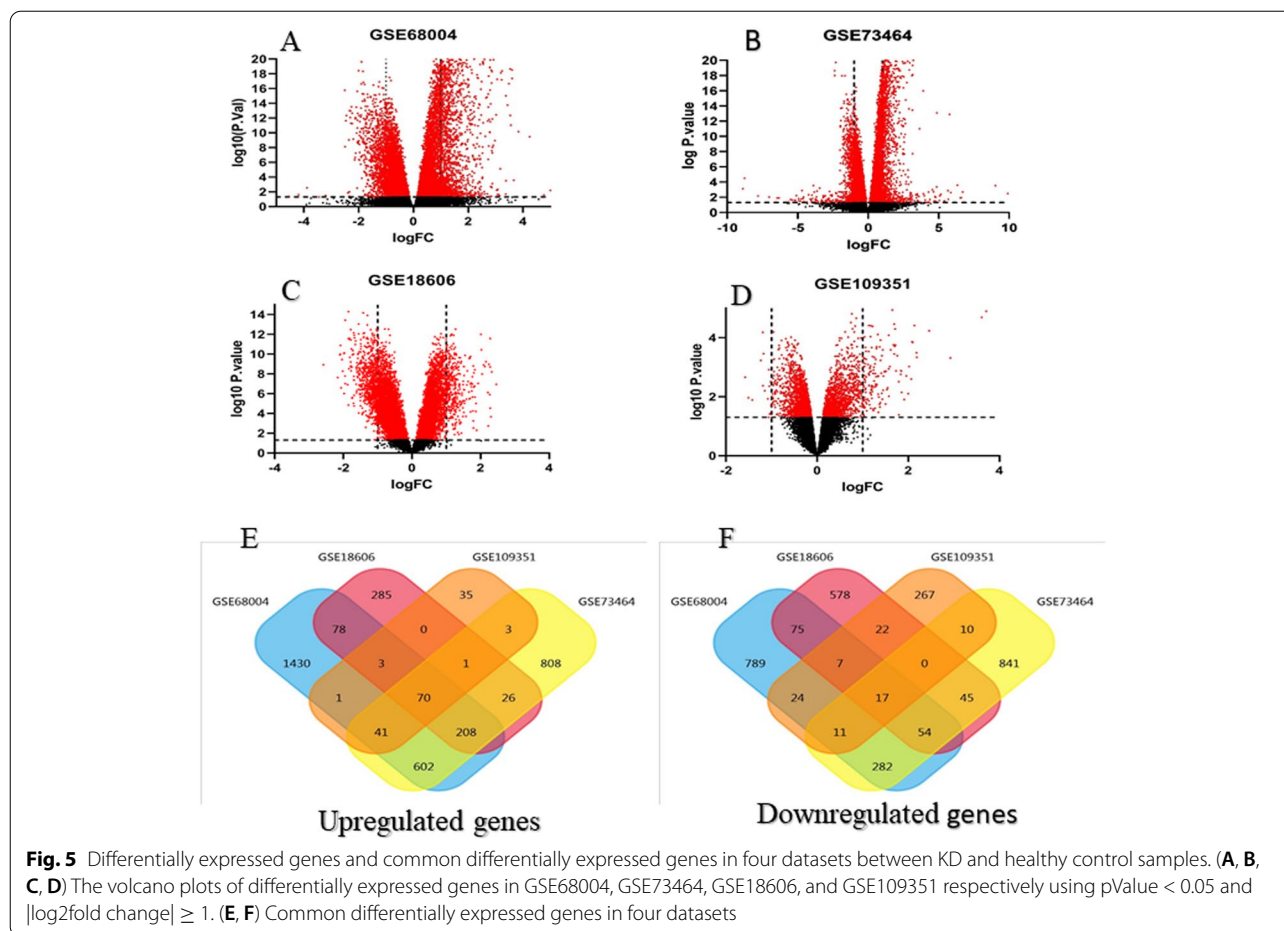 A
GSE68004
log10(P.Val)
20
18
16
14
12
10
8
6
4
2
0
-4 -2 0 2 4
logFC
B
GSE73464
log P.value
20
18
16
14
12
10
8
6
4
2
0
-10 -5 0 5 10
logFC
C
GSE18606
log10 P.value
14
12
10
8
6
4
2
0
-4 -2 0 2 4
logFC
D
GSE109351
log10 P.value
4
2
0
-2 0 2 4
logFC
E
GSE68004 GSE18606 GSE109351 GSE73464
285 35
78 0 3
1430 3 1 808
1 70 26
41 208
602
Upregulated genes
F
GSE68004 GSE18606 GSE109351 GSE73464
578 267
75 22 10
789 7 0 841
24 17 45
11 54
282
Downregulated genes
Fig. 5 Differentially expressed genes and common differentially expressed genes in four datasets between KD and healthy control samples. (A, B,
C, D) The volcano plots of differentially expressed genes in GSE68004, GSE73464, GSE18606, and GSE109351 respectively using pValue < 0.05 and
|log2fold change| ≥ 1. (E, F) Common differentially expressed genes in four datasets